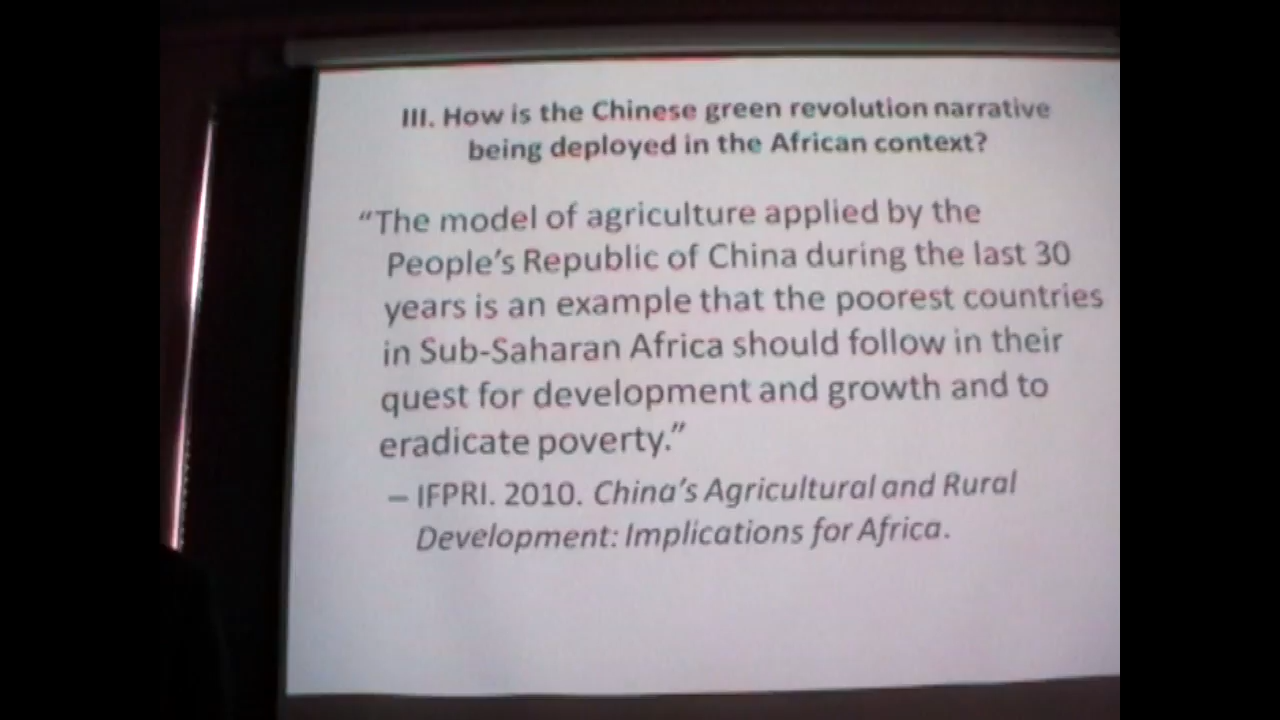 III. How is the Chinese green revolution narrative
being deployed in the African context?
“The model of agriculture applied by the
People’s Republic of China during the last 30
years is an example that the poorest countries
in Sub-Saharan Africa should follow in their
quest for development and growth and to
eradicate poverty.”
– IFPRI. 2010. China’s Agricultural and Rural
Development: Implications for Africa.